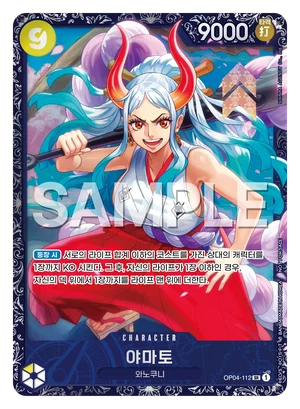 9
9000
打
SAMPLE
등장 시 서로의 라이프 합계 이하의 코스트를 가진 상대의 캐릭터를,
1장까지 KO 시킨다. 그 후, 자신의 라이프가 1장 이하인 경우,
자신의 덱 위에서 1장까지를 라이프 맨 위에 더한다.
CHARACTER
야마토
와노쿠니
OP04-112 SR 1